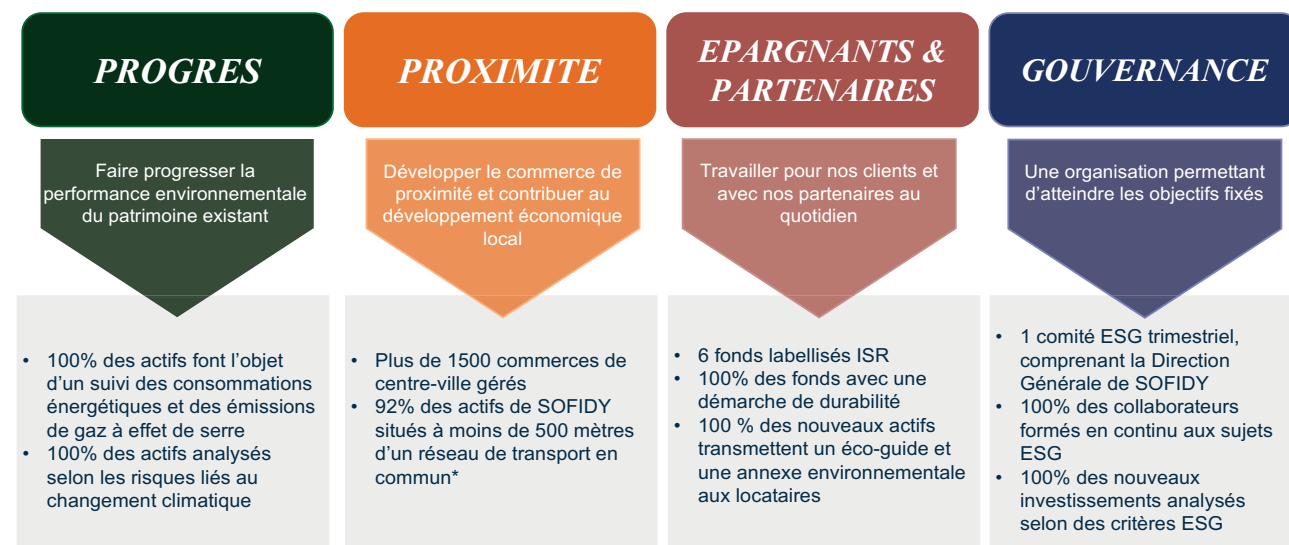 PROGRES
Faire progresser la
performance environnementale
du patrimoine existant
• 100% des actifs font l’objet
d’un suivi des consommations
énergétiques et des émissions
de gaz à effet de serre
• 100% des actifs analysés
selon les risques liés au
changement climatique
PROXIMITE
Développer le commerce de
proximité et contribuer au
développement économique
local
• Plus de 1500 commerces de
centre-ville gérés
• 92% des actifs de SOFIDY
situés à moins de 500 mètres
d’un réseau de transport en
commun*
EPARGNANTS &
PARTENAIRES
Travailler pour nos clients et
avec nos partenaires au
quotidien
• 6 fonds labellisés ISR
• 100% des fonds avec une
démarche de durabilité
• 100 % des nouveaux actifs
transmettent un éco-guide et
une annexe environnementale
aux locataires
GOUVERNANCE
Une organisation permettant
d’atteindre les objectifs fixés
• 1 comité ESG trimestriel,
comprenant la Direction
Générale de SOFIDY
• 100% des collaborateurs
formés en continu aux sujets
ESG
• 100% des nouveaux
investissements analysés
selon des critères ESG